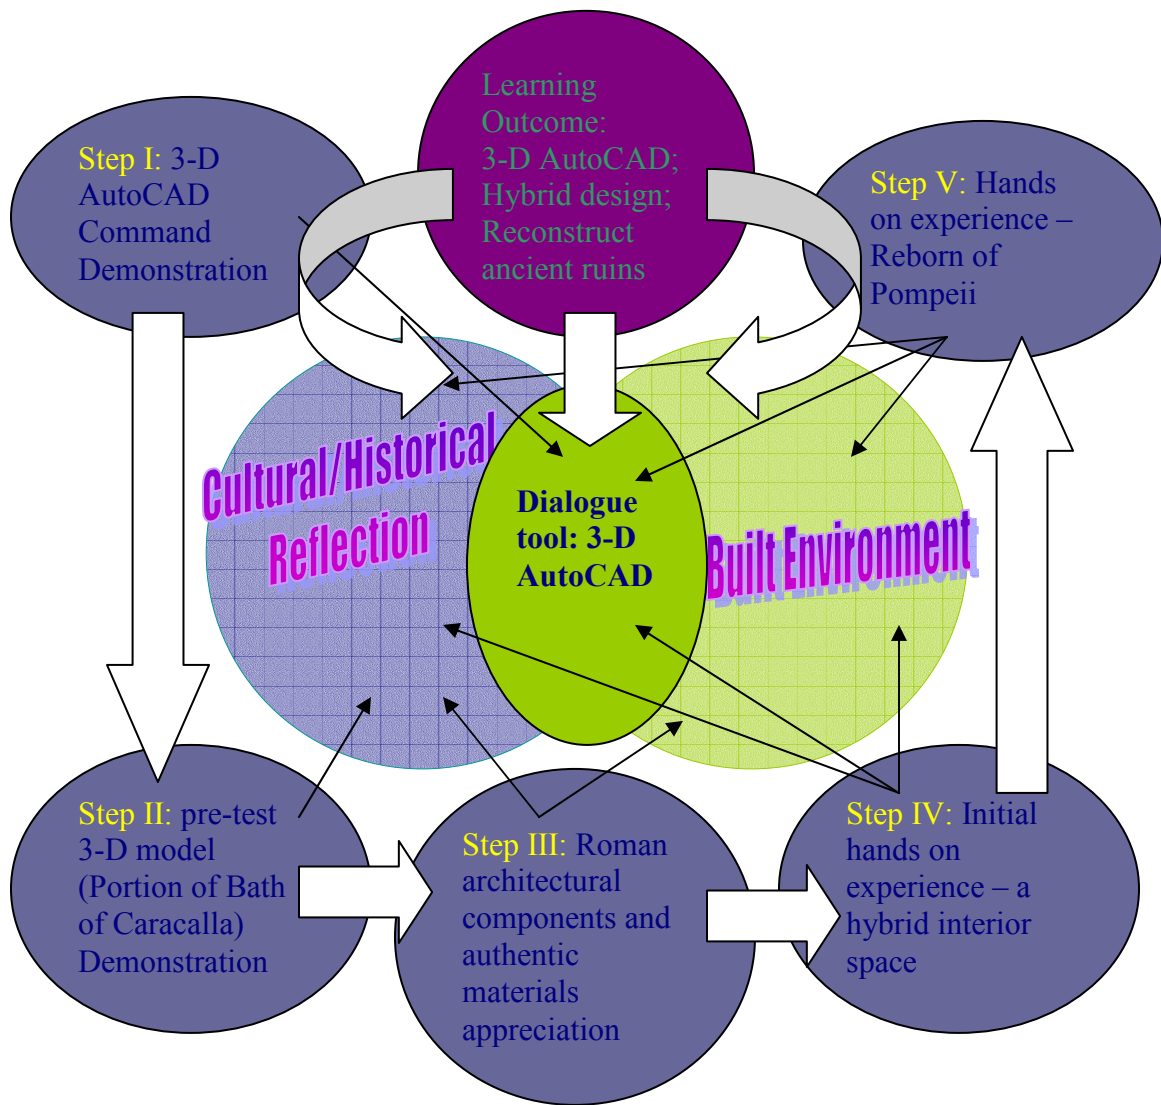 Learning
Outcome:
3-D AutoCAD;
Hybrid design;
Reconstruct
ancient ruins
Step I: 3-D
AutoCAD
Command
Demonstration
Step V: Hands
on experience –
Reborn of
Pompeii
Cultural/Historical
Reflection
Dialogue
tool: 3-D
AutoCAD
Built Environment
Step II: pre-test
3-D model
(Portion of Bath
of Caracalla)
Demonstration
Step III: Roman
architectural
components and
authentic
materials
appreciation
Step IV: Initial
hands on
experience – a
hybrid interior
space